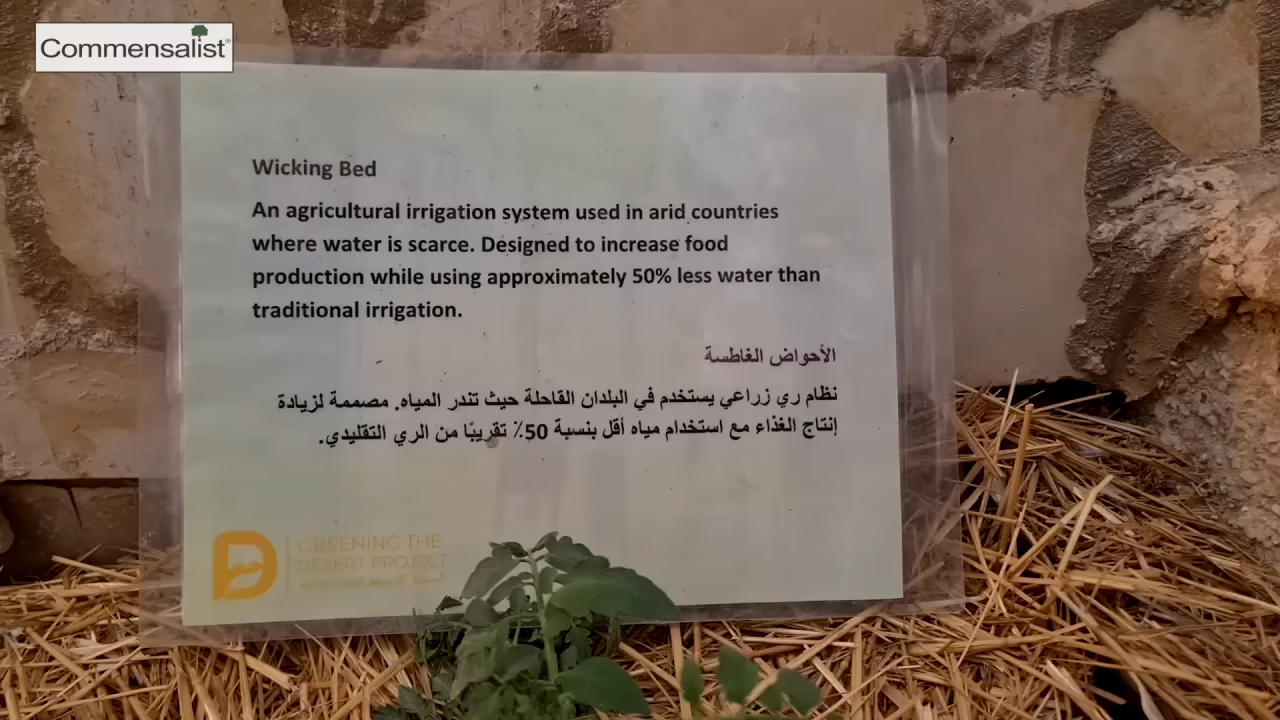 Commensalist®
Wicking Bed
An agricultural irrigation system used in arid countries
where water is scarce. Designed to increase food
production while using approximately 50% less water than
traditional irrigation.
الأحواض الغاطسة
نظام ري زراعي يستخدم في البلدان القاحلة حيث تندر المياه. مصممة لزيادة
إنتاج الغذاء مع استخدام مياه أقل بنسبة 50٪ تقريبًا من الري التقليدي.
GREENING THE
DESERT PROJECT